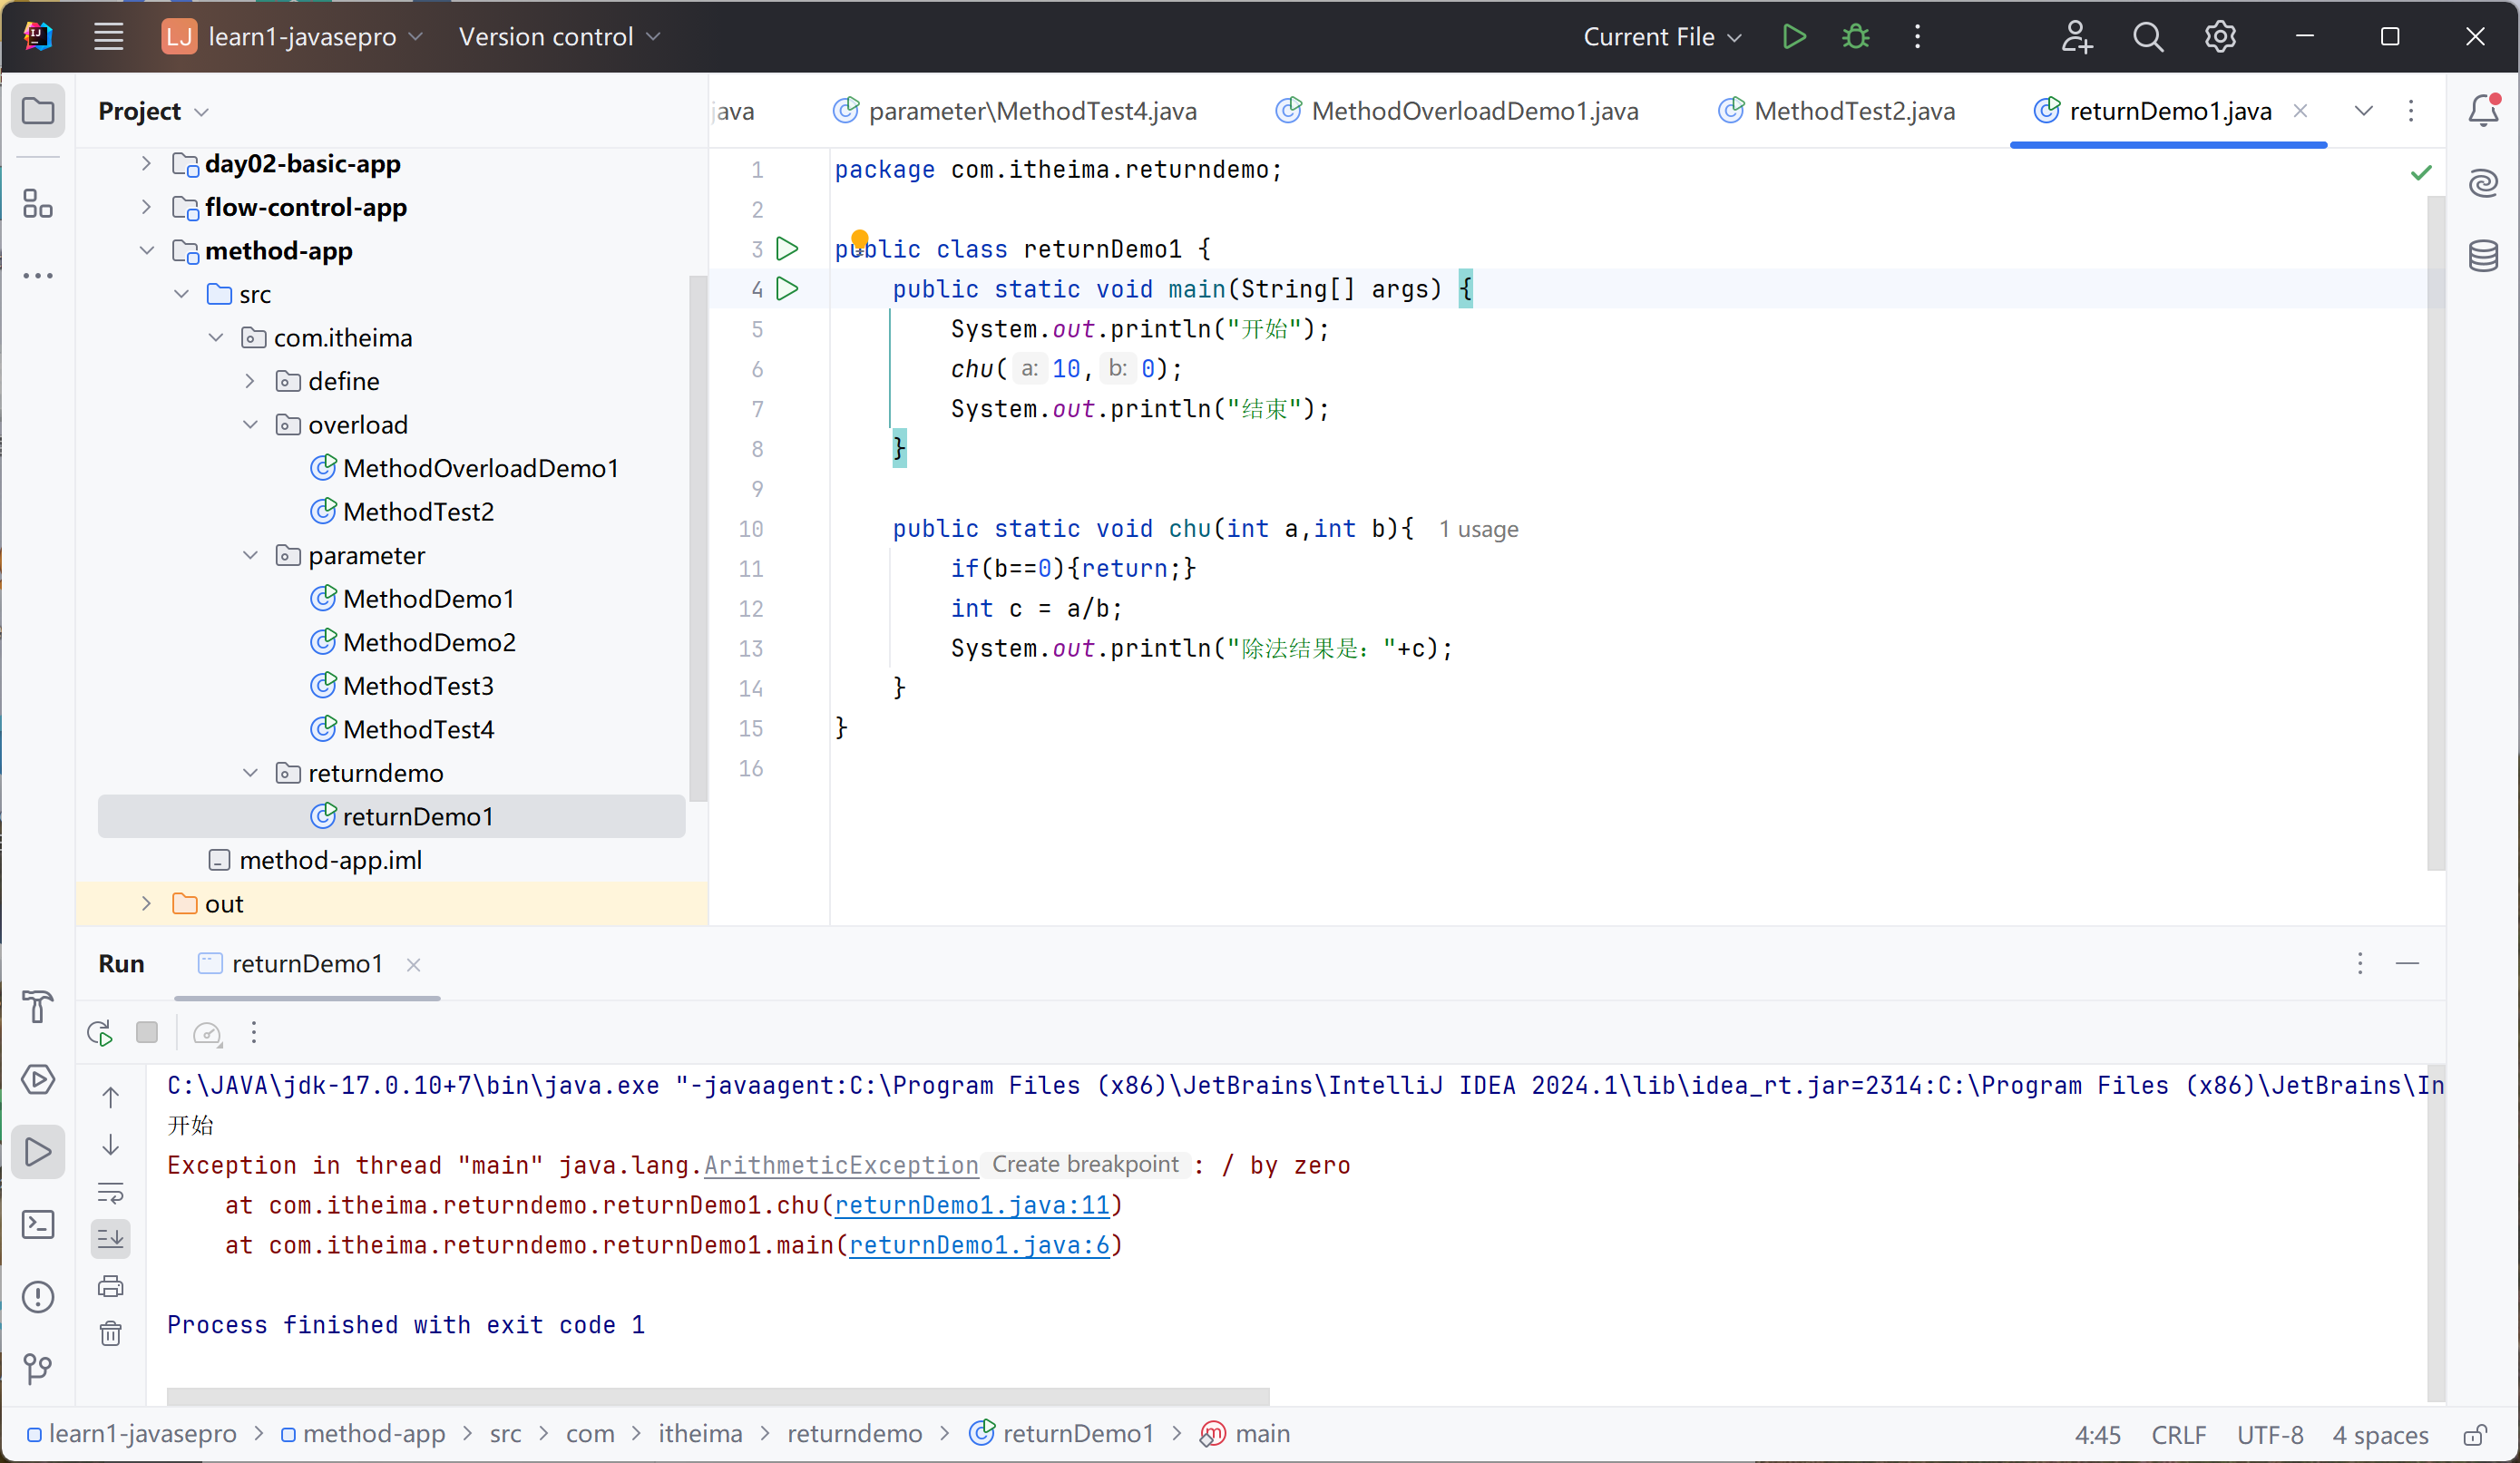 LJ learn1-javasepro Version control Current File
Project
java parameter\MethodTest4.java MethodOverloadDemo1.java MethodTest2.java returnDemo1.java
day02-basic-app
flow-control-app
method-app
src
com.itheima
define
overload
MethodOverloadDemo1
MethodTest2
parameter
MethodDemo1
MethodDemo2
MethodTest3
MethodTest4
returndemo
returnDemo1
method-app.iml
out
1 package com.itheima.returndemo;
2
3 public class returnDemo1 {
4 public static void main(String[] args) {
5 System.out.println("开始");
6 chu( a: 10, b: 0);
7 System.out.println("结束");
8 }
9
10 public static void chu(int a,int b){ 1 usage
11 if(b==0){return;}
12 int c = a/b;
13 System.out.println("除法结果是："+c);
14 }
15 }
16
Run returnDemo1
C:\JAVA\jdk-17.0.10+7\bin\java.exe "-javaagent:C:\Program Files (x86)\JetBrains\IntelliJ IDEA 2024.1\lib\idea_rt.jar=2314:C:\Program Files (x86)\JetBrains\In
开始
Exception in thread "main" java.lang.ArithmeticException Create breakpoint : / by zero
at com.itheima.returndemo.returnDemo1.chu(returnDemo1.java:11)
at com.itheima.returndemo.returnDemo1.main(returnDemo1.java:6)
Process finished with exit code 1
learn1-javasepro > method-app > src > com > itheima > returndemo > returnDemo1 > main 4:45 CRLF UTF-8 4 spaces